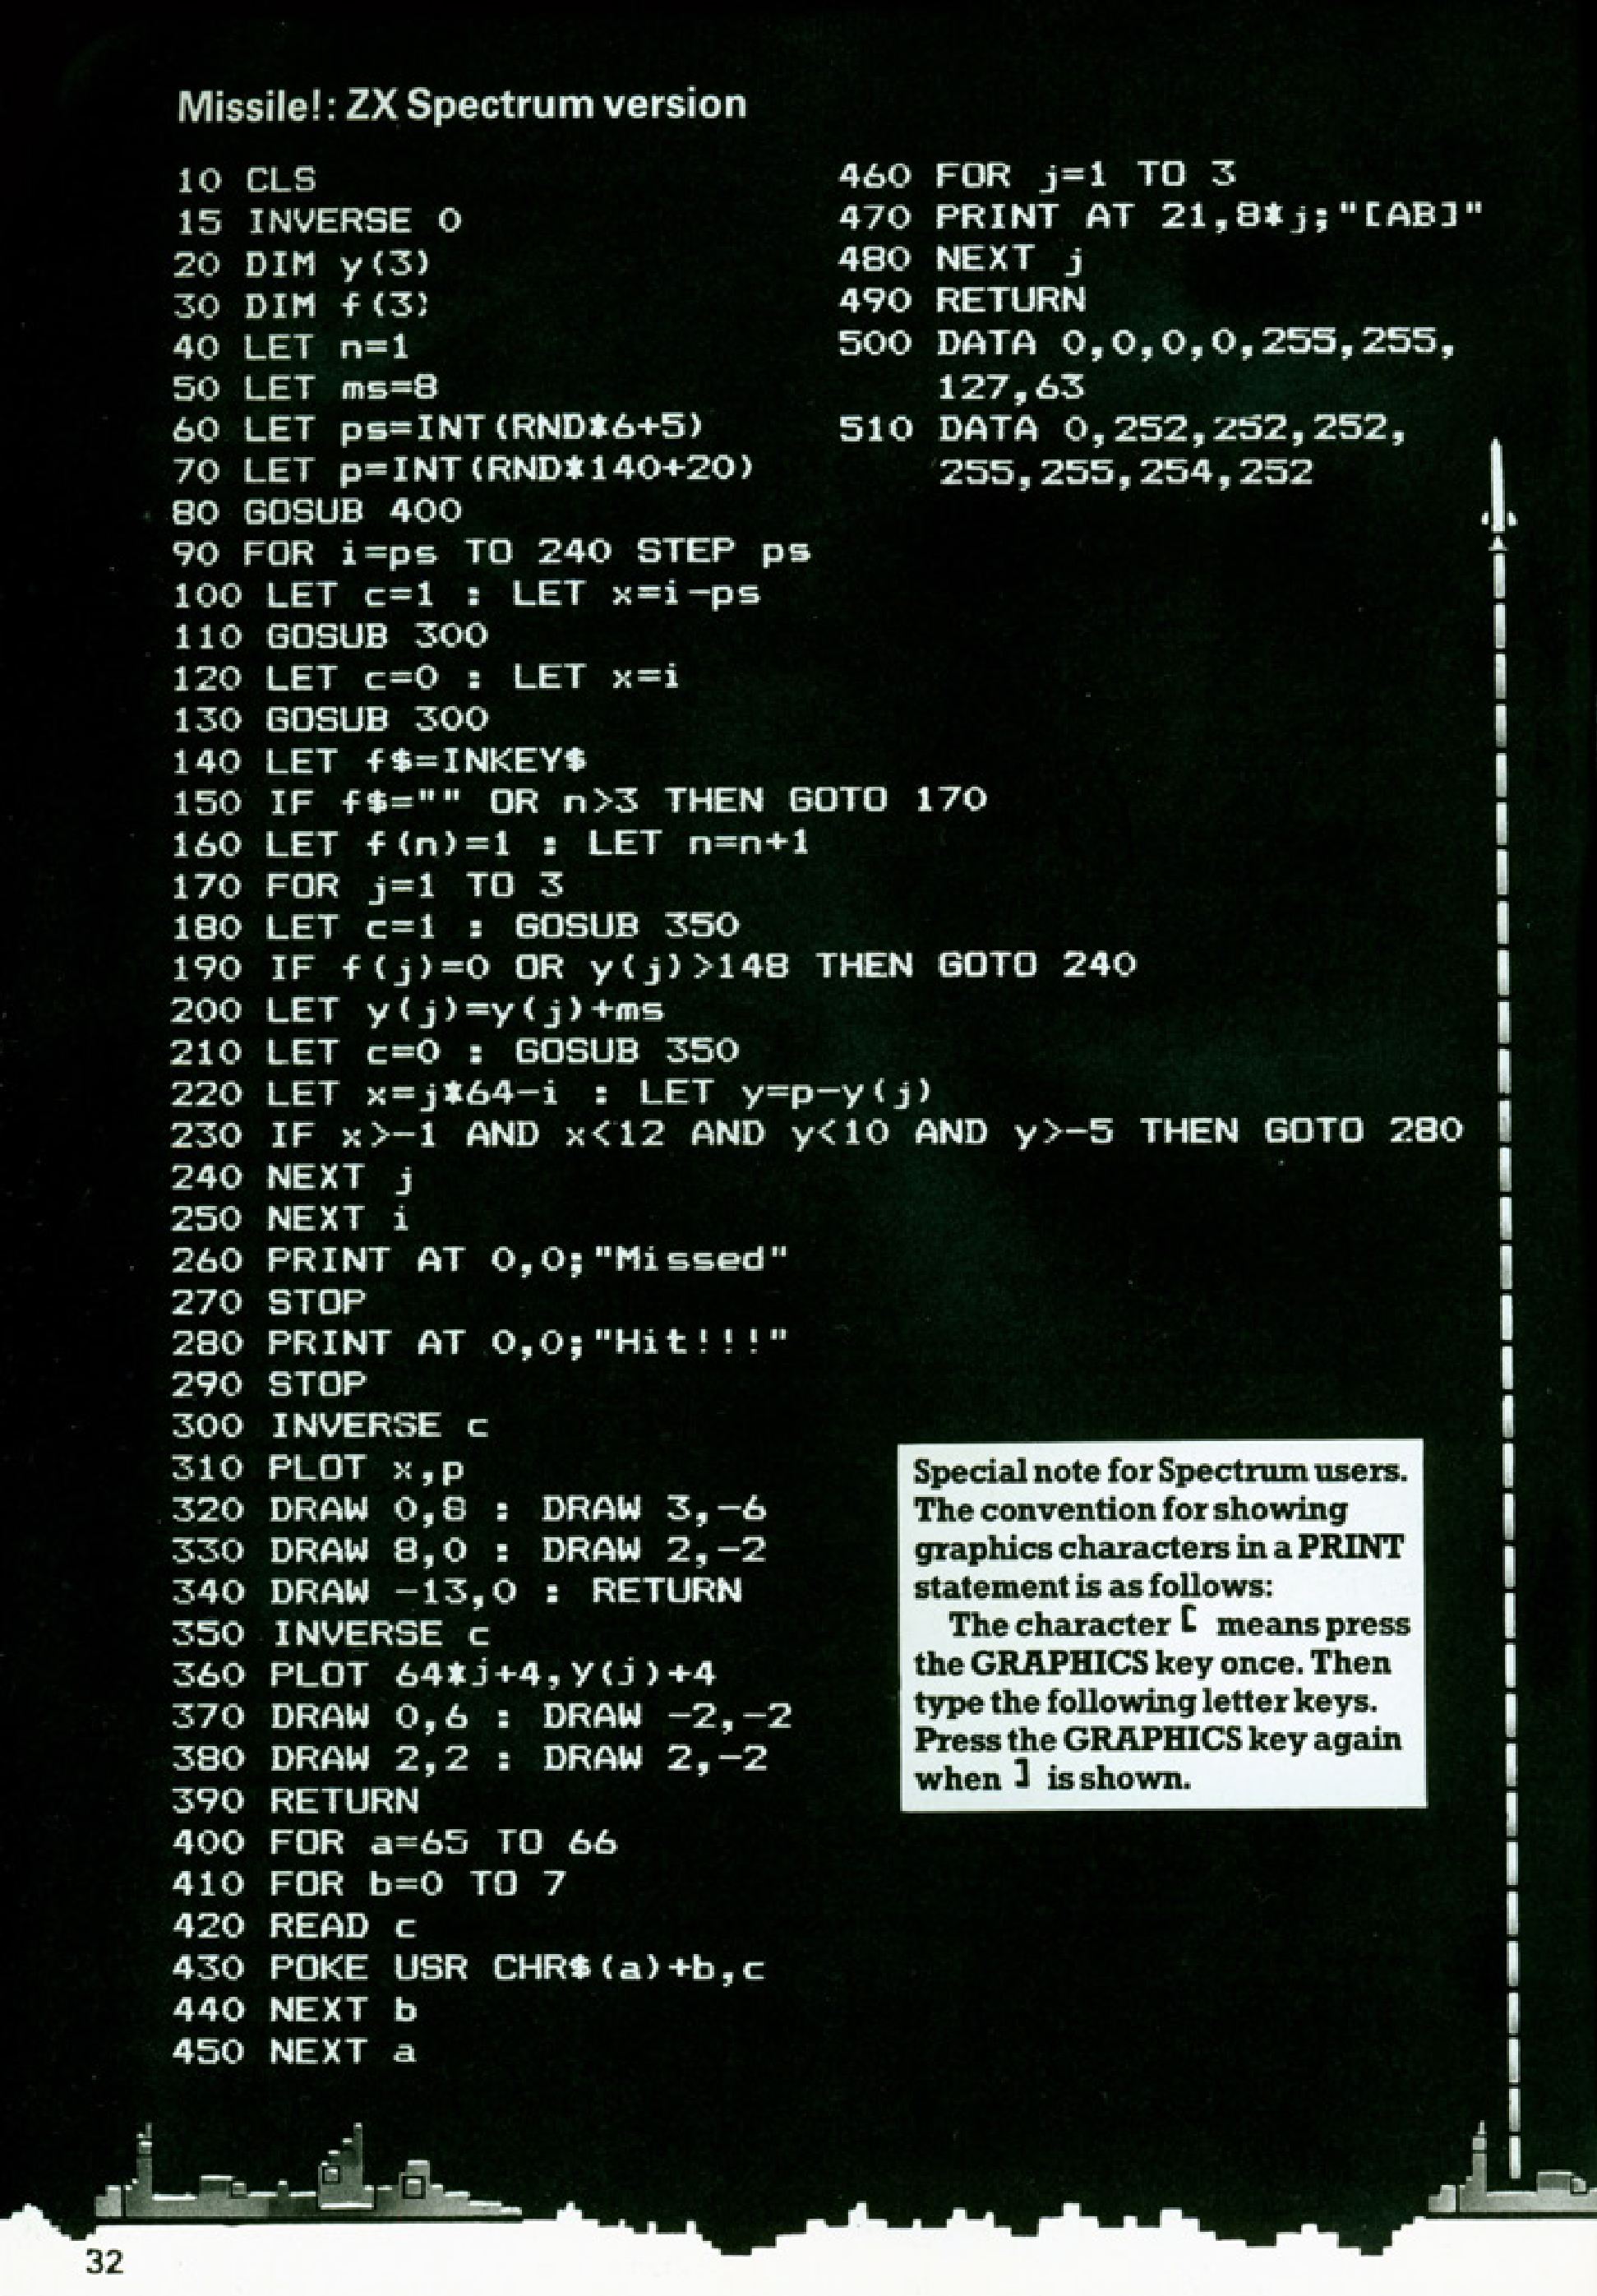 Missile!: ZX Spectrum version
10 CLS
15 INVERSE 0
20 DIM y(3)
30 DIM f(3)
40 LET n=1
50 LET ms=8
60 LET ps=INT(RND*6+5)
70 LET p=INT(RND*140+20)
80 GOSUB 400
90 FOR i=ps TO 240 STEP ps
100 LET c=1 : LET x=i-ps
110 GOSUB 300
120 LET c=0 : LET x=i
130 GOSUB 300
140 LET f$=INKEY$
150 IF f$="" OR n>3 THEN GOTO 170
160 LET f(n)=1 : LET n=n+1
170 FOR j=1 TO 3
180 LET c=1 : GOSUB 350
190 IF f(j)=0 OR y(j)>148 THEN GOTO 240
200 LET y(j)=y(j)+ms
210 LET c=0 : GOSUB 350
220 LET x=j*64-i : LET y=p-y(j)
230 IF x>-1 AND x<12 AND y<10 AND y>-5 THEN GOTO 280
240 NEXT j
250 NEXT i
260 PRINT AT 0,0;"Missed"
270 STOP
280 PRINT AT 0,0;"Hit!!!"
290 STOP
300 INVERSE c
310 PLOT x,p
320 DRAW 0,8 : DRAW 3,-6
330 DRAW 8,0 : DRAW 2,-2
340 DRAW -13,0 : RETURN
350 INVERSE c
360 PLOT 64*j+4,Y(j)+4
370 DRAW 0,6 : DRAW -2,-2
380 DRAW 2,2 : DRAW 2,-2
390 RETURN
400 FOR a=65 TO 66
410 FOR b=0 TO 7
420 READ c
430 POKE USR CHR$(a)+b,c
440 NEXT b
450 NEXT a
460 FOR j=1 TO 3
470 PRINT AT 21,8*j;"[AB]"
480 NEXT j
490 RETURN
500 DATA 0,0,0,0,255,255,
127,63
510 DATA 0,252,252,252,
255,255,254,252
Special note for Spectrum users.
The convention for showing
graphics characters in a PRINT
statement is as follows:
The character [ means press
the GRAPHICS key once. Then
type the following letter keys.
Press the GRAPHICS key again
when ] is shown.
32